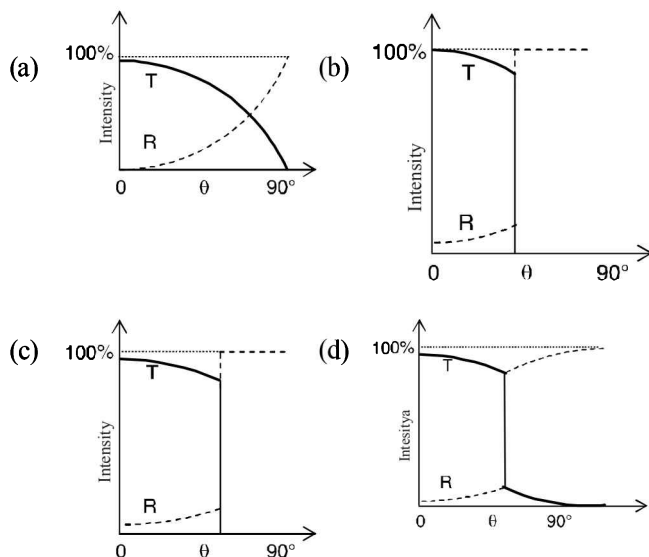 (a)
100%
T
R
Intensity
0 θ 90°
(b)
100%
T
R
Intensity
0 θ 90°
(c)
100%
T
R
Intensity
0 θ 90°
(d)
100%
T
R
Intesitya
0 θ 90°